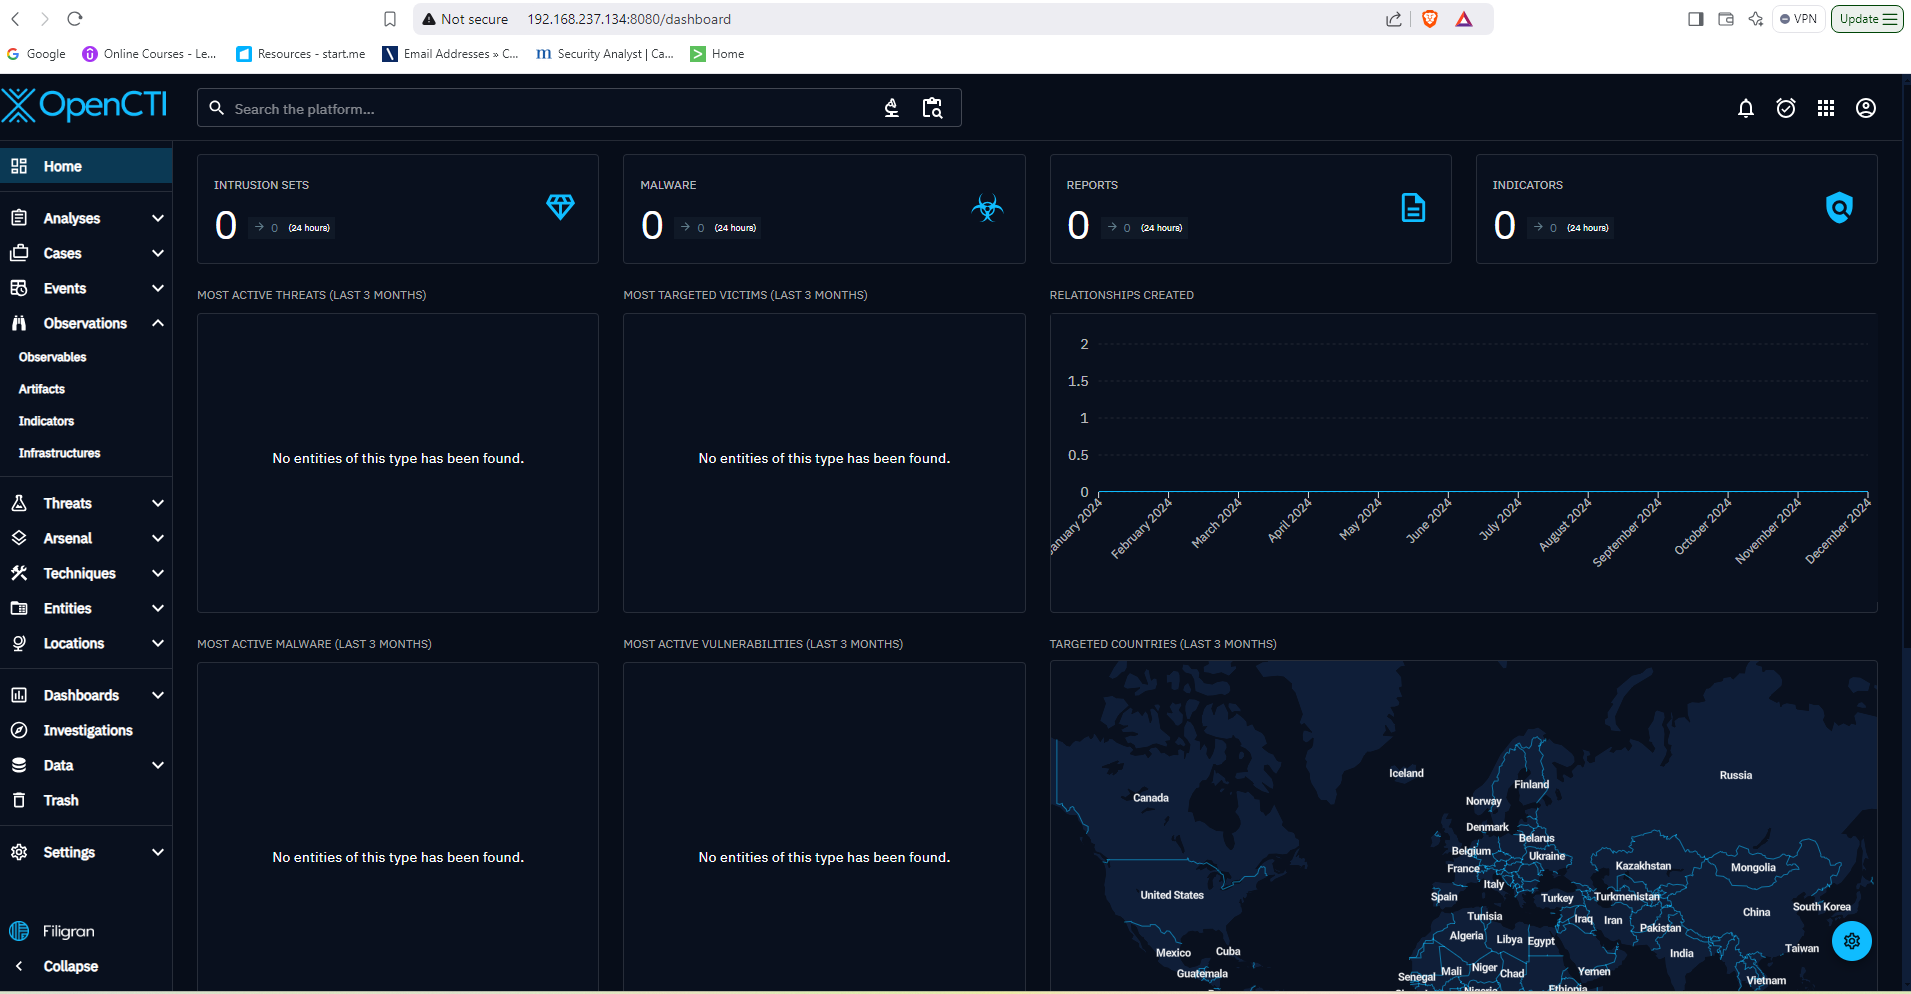 Not secure 192.168.237.134:8080/dashboard
VPN
Update
Google
Online Courses - Le...
Resources - start.me
Email Addresses » C...
Security Analyst | Ca...
Home
OpenCTI
Search the platform...
Home
Analyses
Cases
Events
Observations
Observables
Artifacts
Indicators
Infrastructures
Threats
Arsenal
Techniques
Entities
Locations
Dashboards
Investigations
Data
Trash
Settings
Filigran
Collapse
INTRUSION SETS
0 0 (24 hours)
MALWARE
0 0 (24 hours)
REPORTS
0 0 (24 hours)
INDICATORS
0 0 (24 hours)
MOST ACTIVE THREATS (LAST 3 MONTHS)
No entities of this type has been found.
MOST TARGETED VICTIMS (LAST 3 MONTHS)
No entities of this type has been found.
RELATIONSHIPS CREATED
2
1.5
1
0.5
0
February 2024
March 2024
April 2024
May 2024
June 2024
July 2024
August 2024
September 2024
October 2024
November 2024
December 2024
MOST ACTIVE MALWARE (LAST 3 MONTHS)
No entities of this type has been found.
MOST ACTIVE VULNERABILITIES (LAST 3 MONTHS)
No entities of this type has been found.
TARGETED COUNTRIES (LAST 3 MONTHS)
Iceland
Russia
Finland
Canada
Norway
Denmark
Belarus
Belgium
Ukraine
France
Kazakhstan
Mongolia
Italy
United States
Spain
Turkey
Turkmenistan
South Korea
China
Tunisia
Iraq
Iran
Pakistan
Algeria
Libya
Egypt
Taiwan
Mexico
Cuba
India
Guatemala
Senegal
Mali
Niger
Chad
Yemen
Vietnam